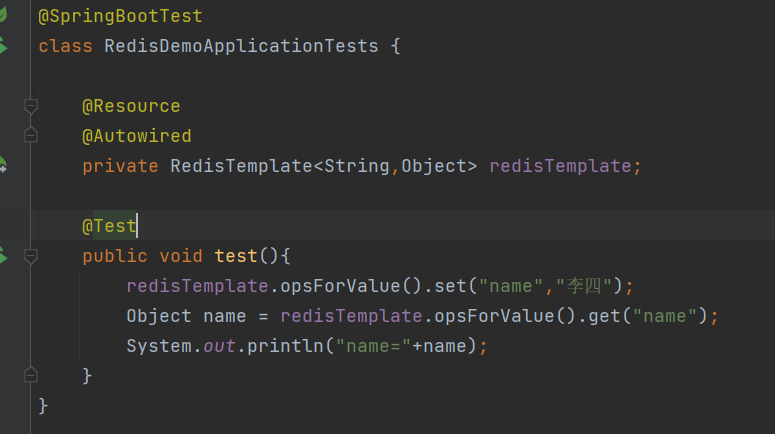 @SpringBootTest
class RedisDemoApplicationTests {
@Resource
@Autowired
private RedisTemplate<String,Object> redisTemplate;
@Test
public void test(){
redisTemplate.opsForValue().set("name","李四");
Object name = redisTemplate.opsForValue().get("name");
System.out.println("name="+name);
}
}